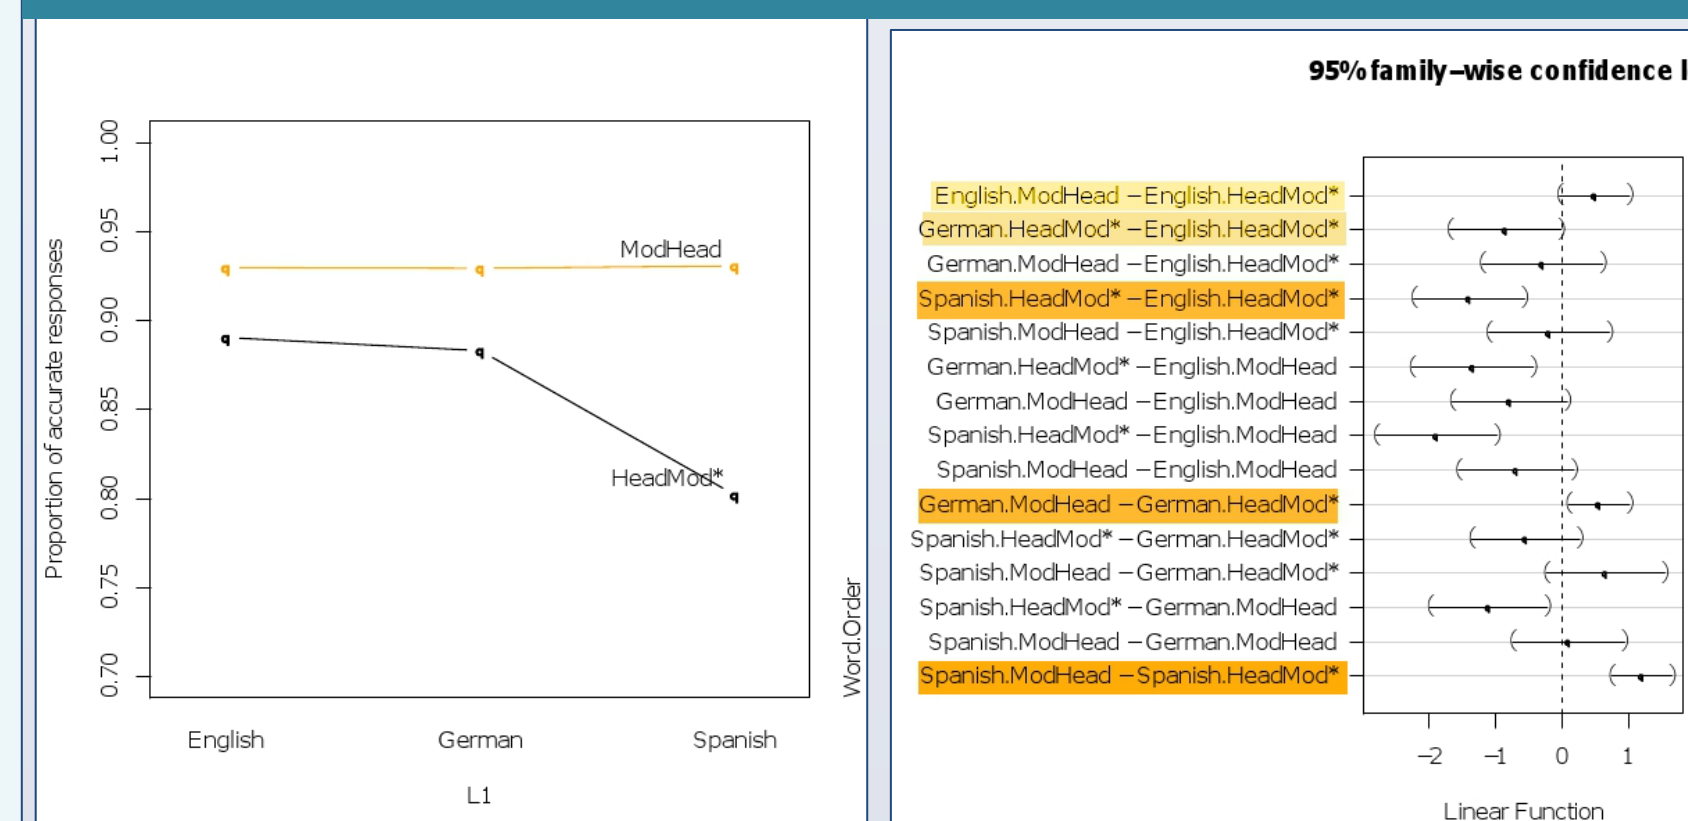 1.00
0.95
0.90
0.85
0.80
0.75
0.70
Proportion of accurate responses
ModHead
HeadMod*
q
q
q
q
q
q
English
German
Spanish
L1
Word.Order
95% family–wise confidence l
English.ModHead –English.HeadMod*
German.HeadMod* –English.HeadMod*
German.ModHead –English.HeadMod*
Spanish.HeadMod* –English.HeadMod*
Spanish.ModHead –English.HeadMod*
German.HeadMod* –English.ModHead
German.ModHead –English.ModHead
Spanish.HeadMod* –English.ModHead
Spanish.ModHead –English.ModHead
German.ModHead –German.HeadMod*
Spanish.HeadMod* –German.HeadMod*
Spanish.ModHead –German.HeadMod*
Spanish.HeadMod* –German.ModHead
Spanish.ModHead –German.ModHead
Spanish.ModHead –Spanish.HeadMod*
–2
–1
0
1
Linear Function